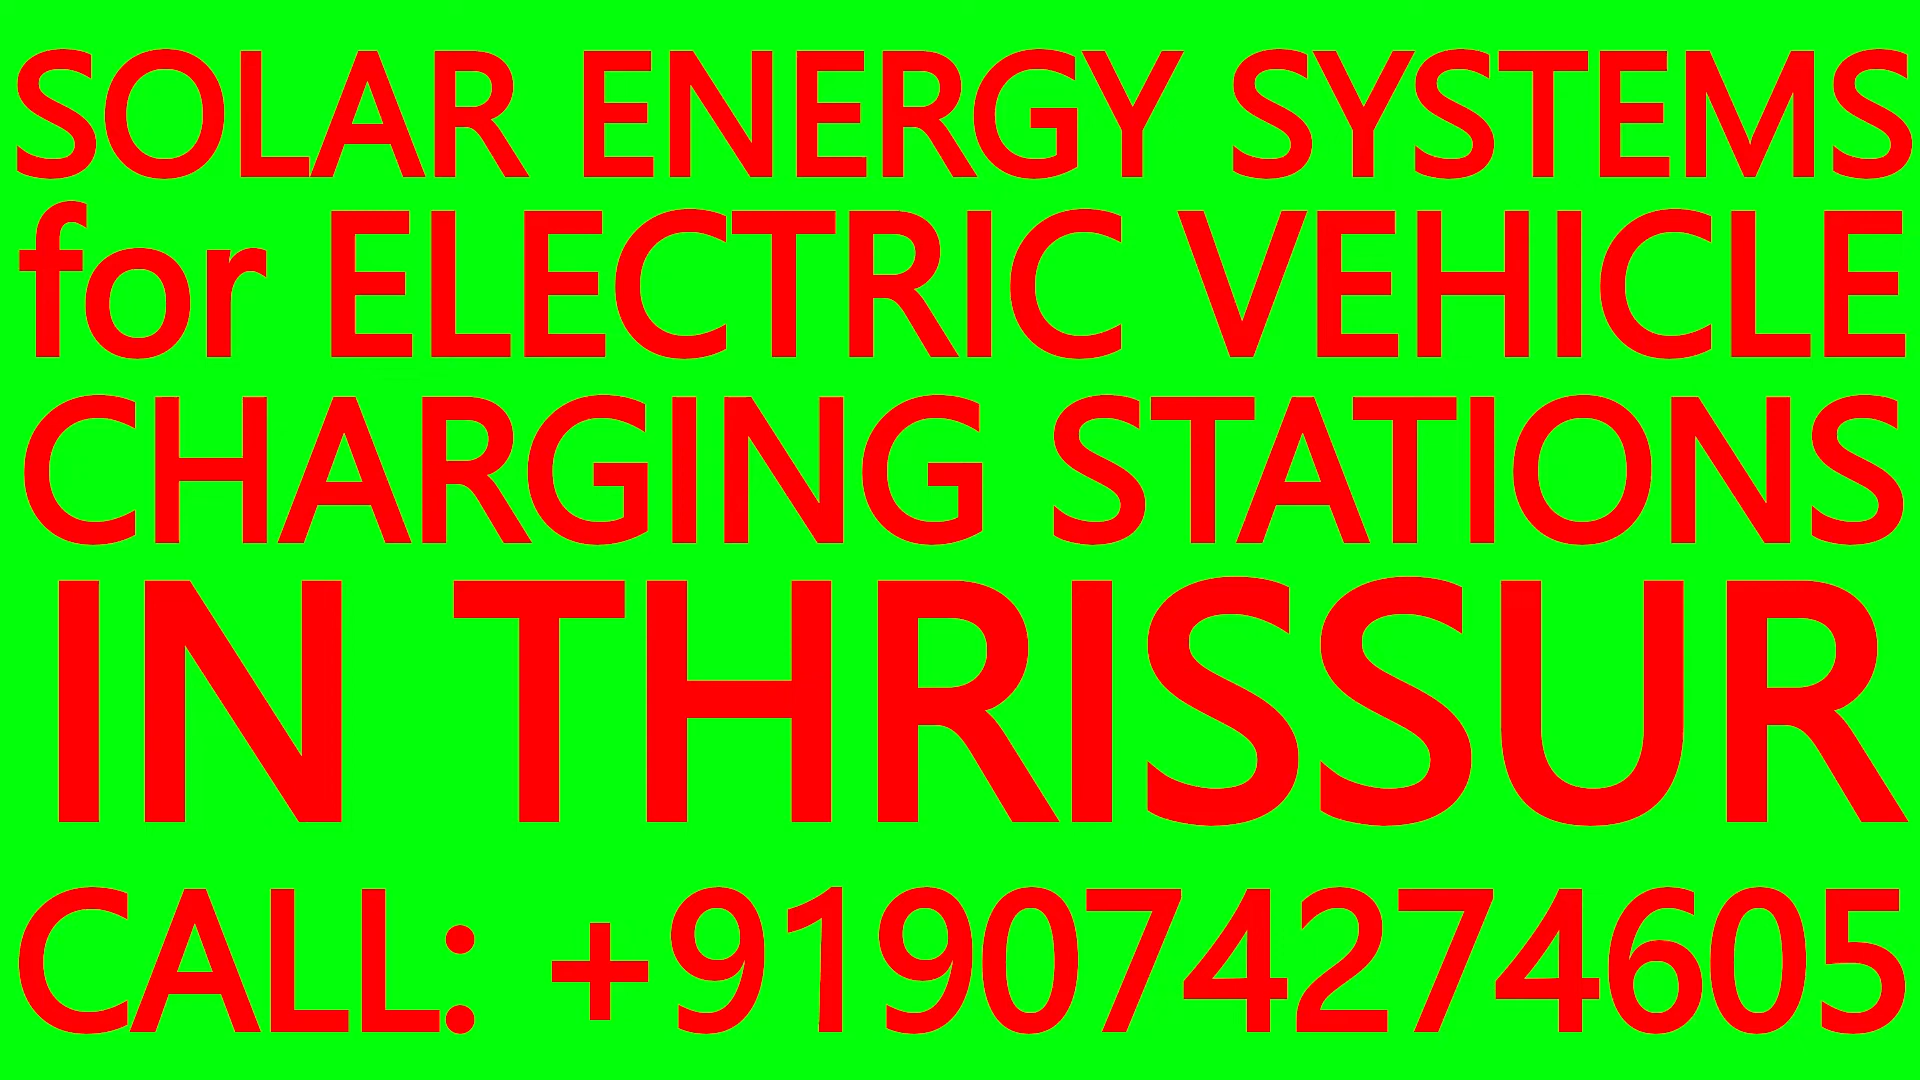 SOLAR ENERGY SYSTEMS
for ELECTRIC VEHICLE
CHARGING STATIONS
IN THRISSUR
CALL: +919074274605